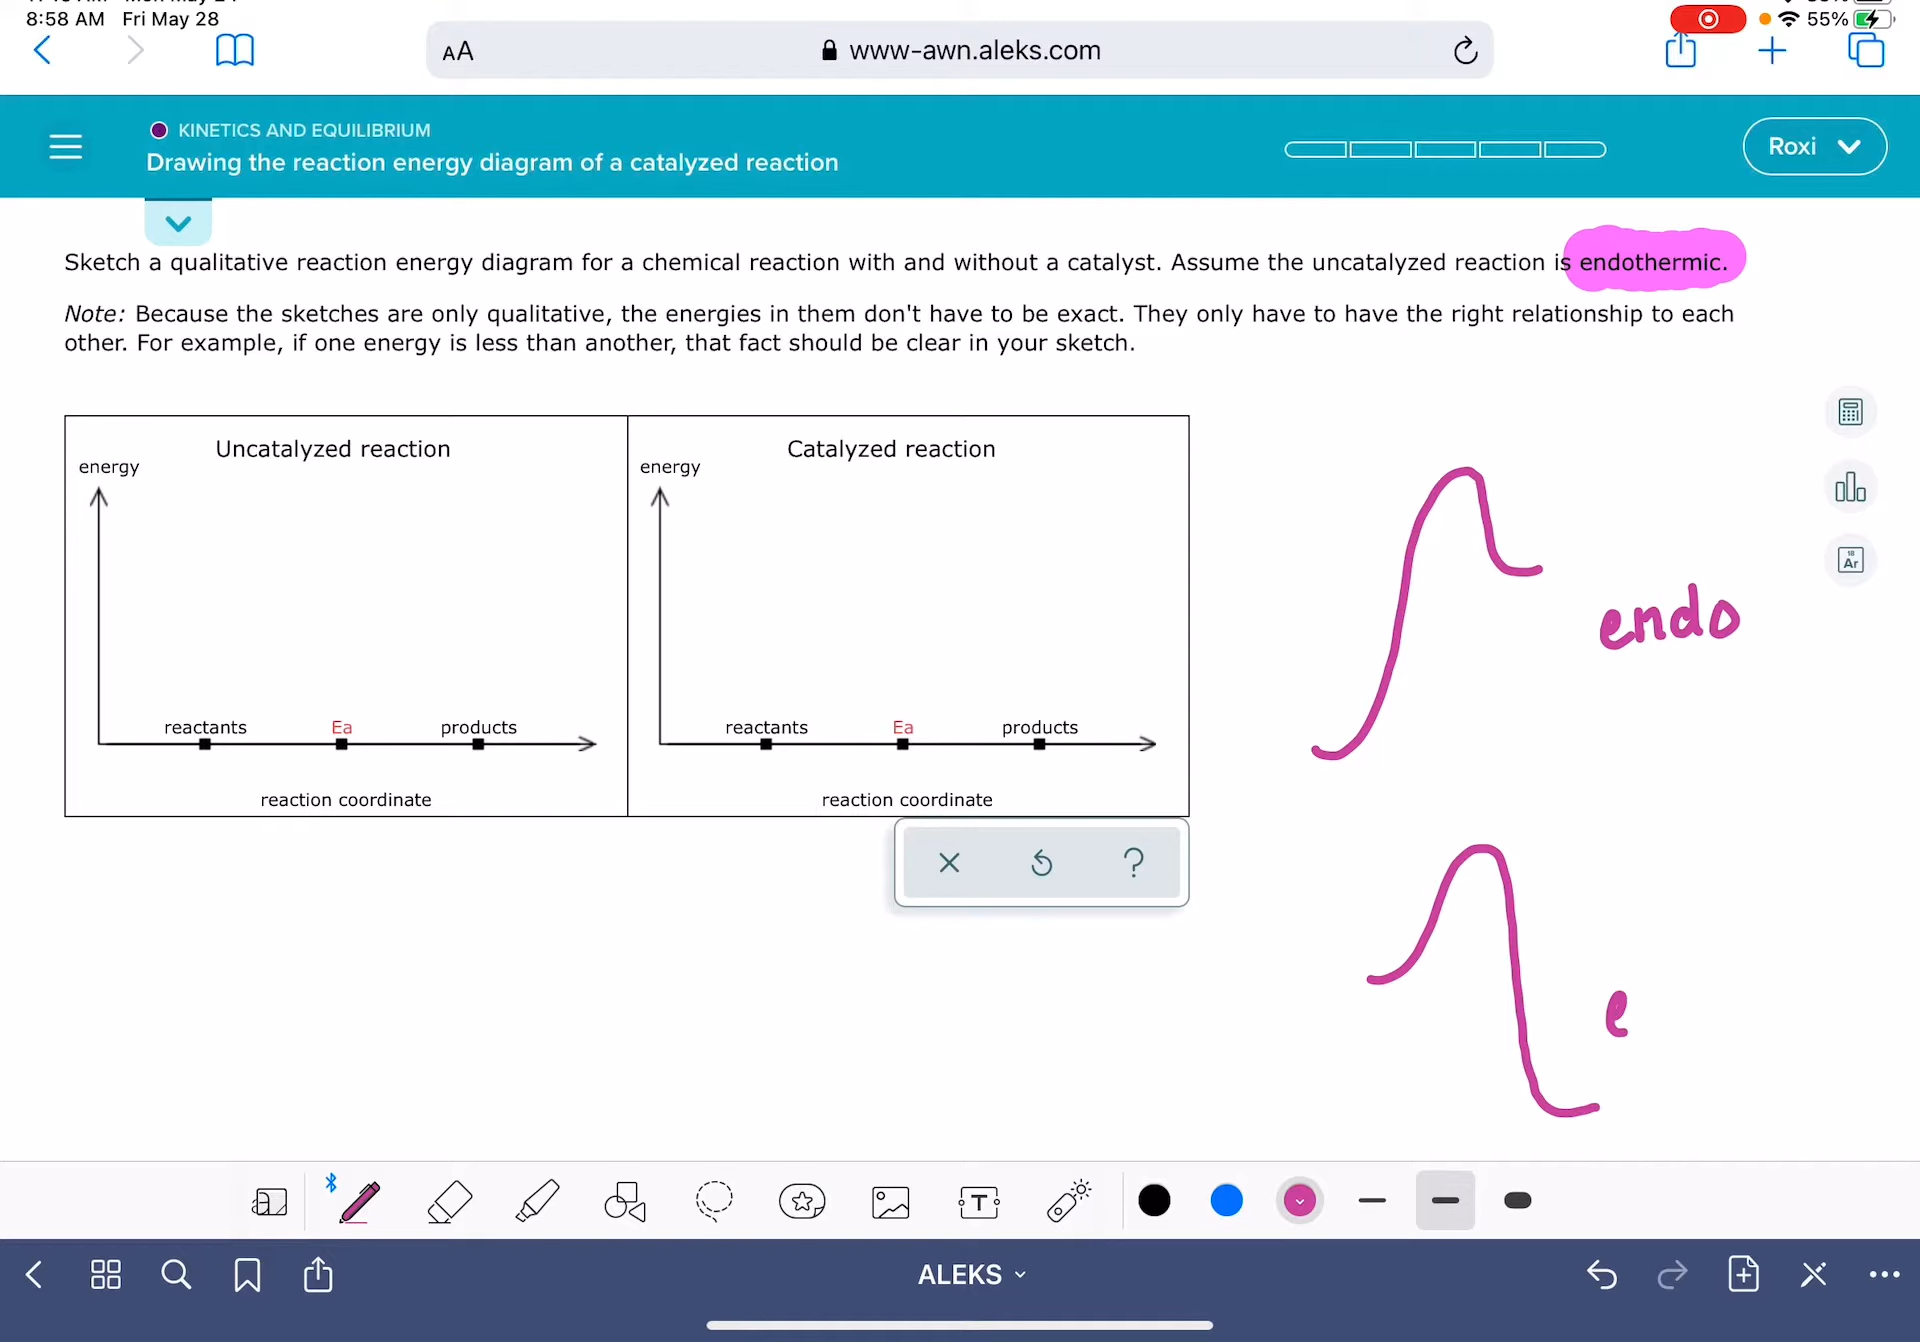 8:58 AM Fri May 28
55%
AA
www-awn.aleks.com
KINETICS AND EQUILIBRIUM
Drawing the reaction energy diagram of a catalyzed reaction
Roxi
Sketch a qualitative reaction energy diagram for a chemical reaction with and without a catalyst. Assume the uncatalyzed reaction is endothermic.
Note: Because the sketches are only qualitative, the energies in them don't have to be exact. They only have to have the right relationship to each
other. For example, if one energy is less than another, that fact should be clear in your sketch.
Uncatalyzed reaction
energy
reactants Ea products
reaction coordinate
Catalyzed reaction
energy
reactants Ea products
reaction coordinate
?
18
Ar
endo
e
a
T
ALEKS